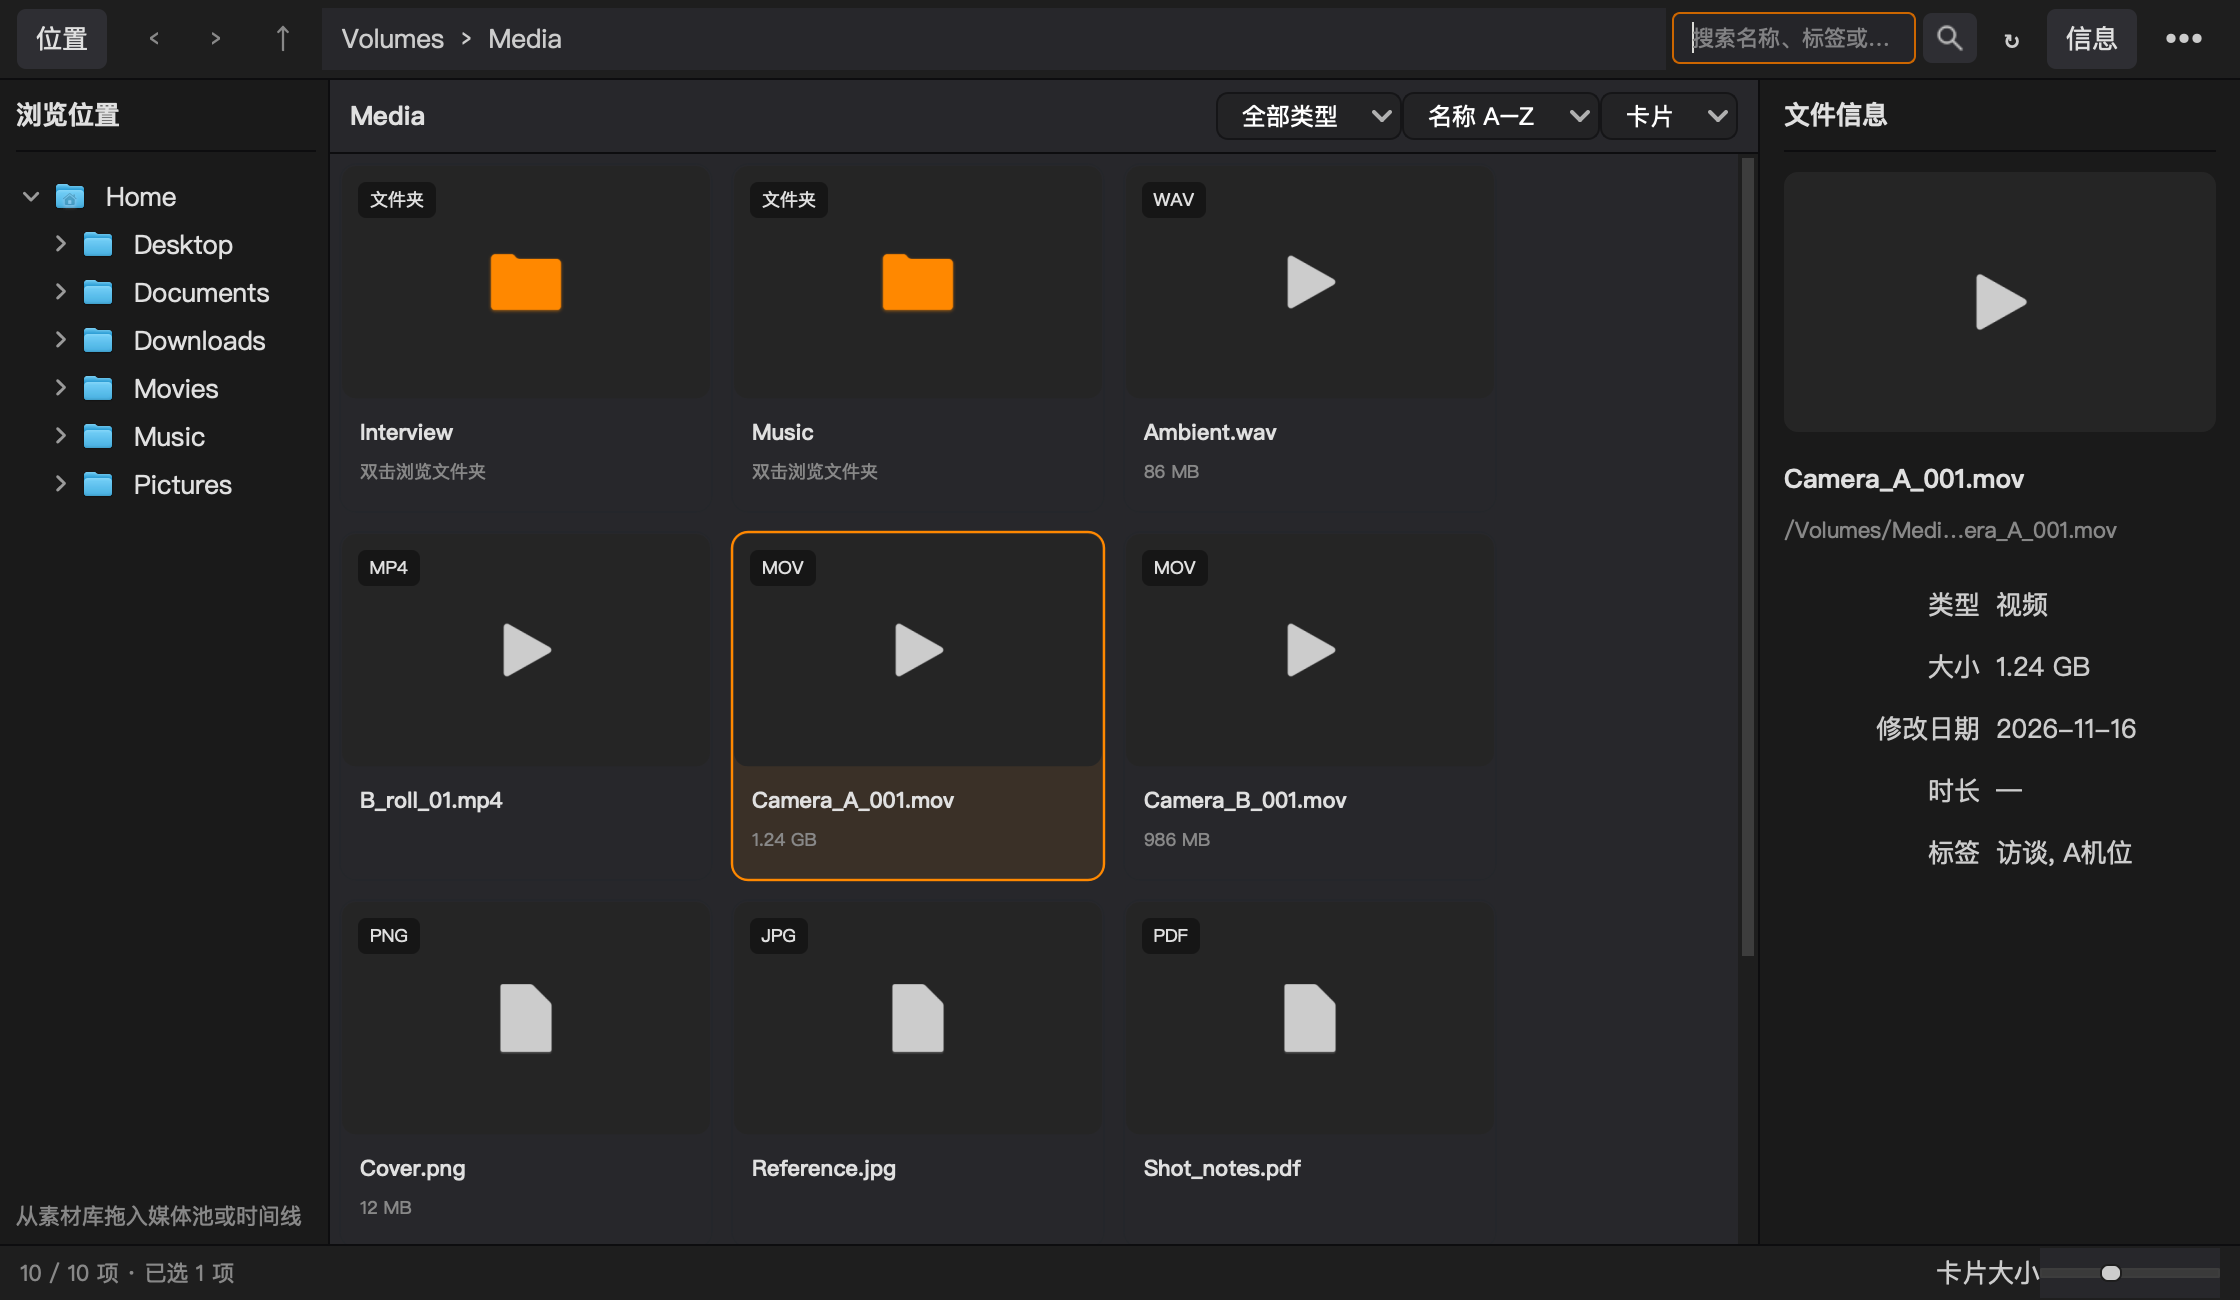 位置
Volumes › Media
搜索名称、标签或...
信息
浏览位置
Home
Desktop
Documents
Downloads
Movies
Music
Pictures
从素材库拖入媒体池或时间线
Media
全部类型
名称 A—Z
卡片
文件夹
Interview
双击浏览文件夹
文件夹
Music
双击浏览文件夹
WAV
Ambient.wav
86 MB
MP4
B_roll_01.mp4
MOV
Camera_A_001.mov
1.24 GB
MOV
Camera_B_001.mov
986 MB
PNG
Cover.png
12 MB
JPG
Reference.jpg
PDF
Shot_notes.pdf
文件信息
Camera_A_001.mov
/Volumes/Medi...era_A_001.mov
类型 视频
大小 1.24 GB
修改日期 2026-11-16
时长 —
标签 访谈, A机位
10 / 10 项 · 已选 1 项
卡片大小